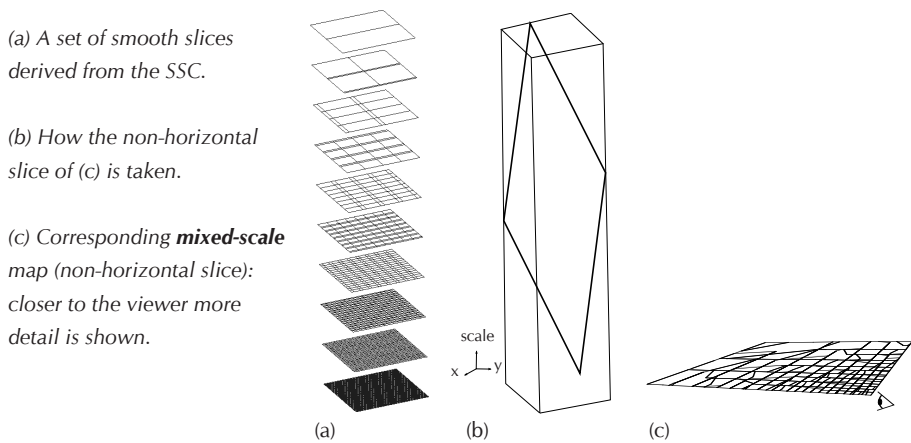 (a) A set of smooth slices
derived from the SSC.
(b) How the non-horizontal
slice of (c) is taken.
(c) Corresponding mixed-scale
map (non-horizontal slice):
closer to the viewer more
detail is shown.
scale
x y
(a) (b) (c)